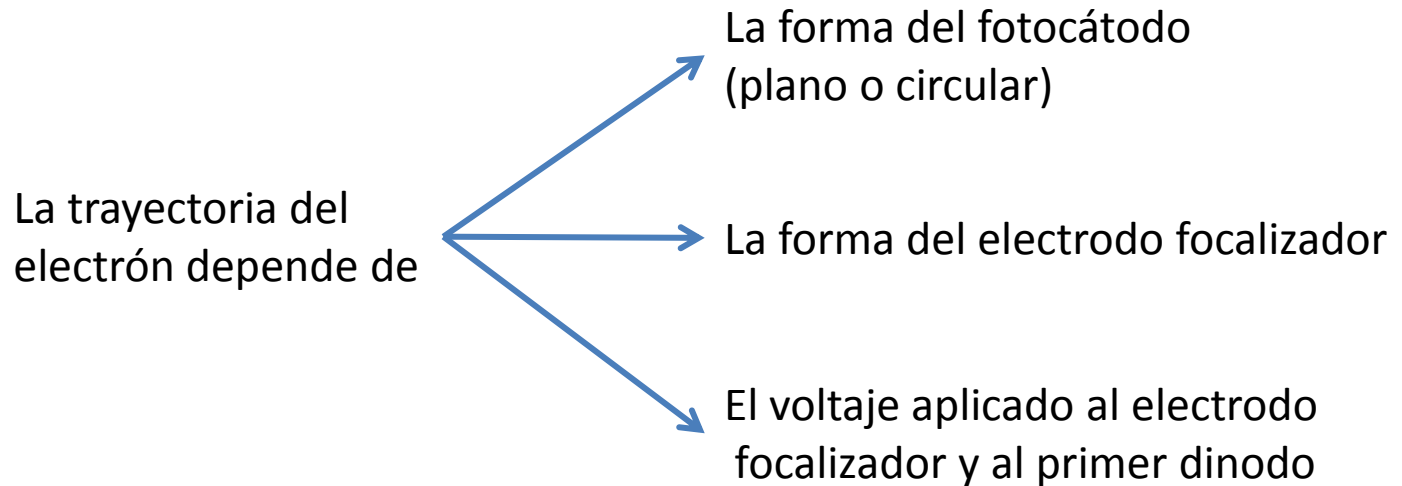 La trayectoria del
electrón depende de
La forma del fotocátodo
(plano o circular)
La forma del electrodo focalizador
El voltaje aplicado al electrodo
focalizador y al primer dinodo